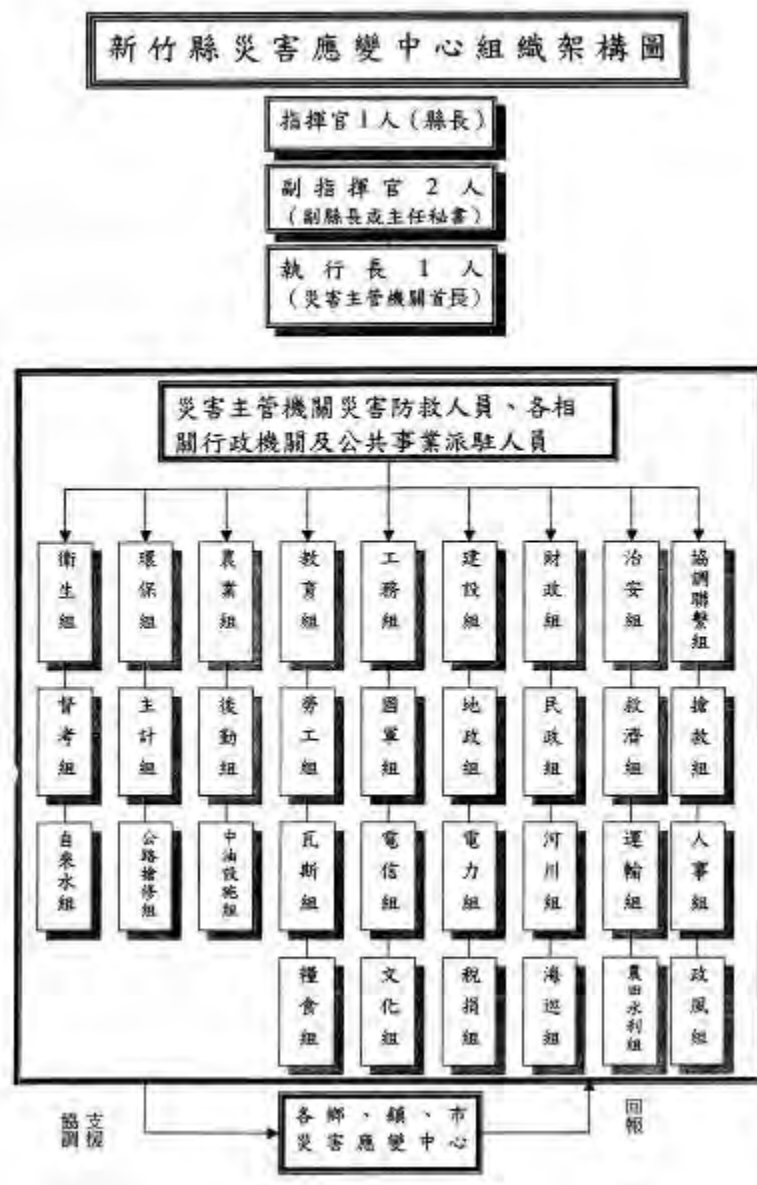 新竹縣災害應變中心組織架構圖
指揮官1人(縣長)
副指揮官2人
(副縣長或主任秘書)
執行長1人
(災害主管機關首長)
災害主管機關災害防救人員、各相
關行政機關及公共事業派駐人員
衛生組
環保組
農業組
教育組
工務組
建設組
財政組
治安組
協調聯繫組
督考組
主計組
後勤組
勞工組
國軍組
地政組
民政組
救濟組
搶救組
自來水組
公路搶修組
中油設施組
瓦斯組
電信組
電力組
河川組
運輸組
人事組
糧食組
文化組
稅捐組
海巡組
農田水利組
政風組
支援
協調
各鄉、鎮、市
災害應變中心
回報